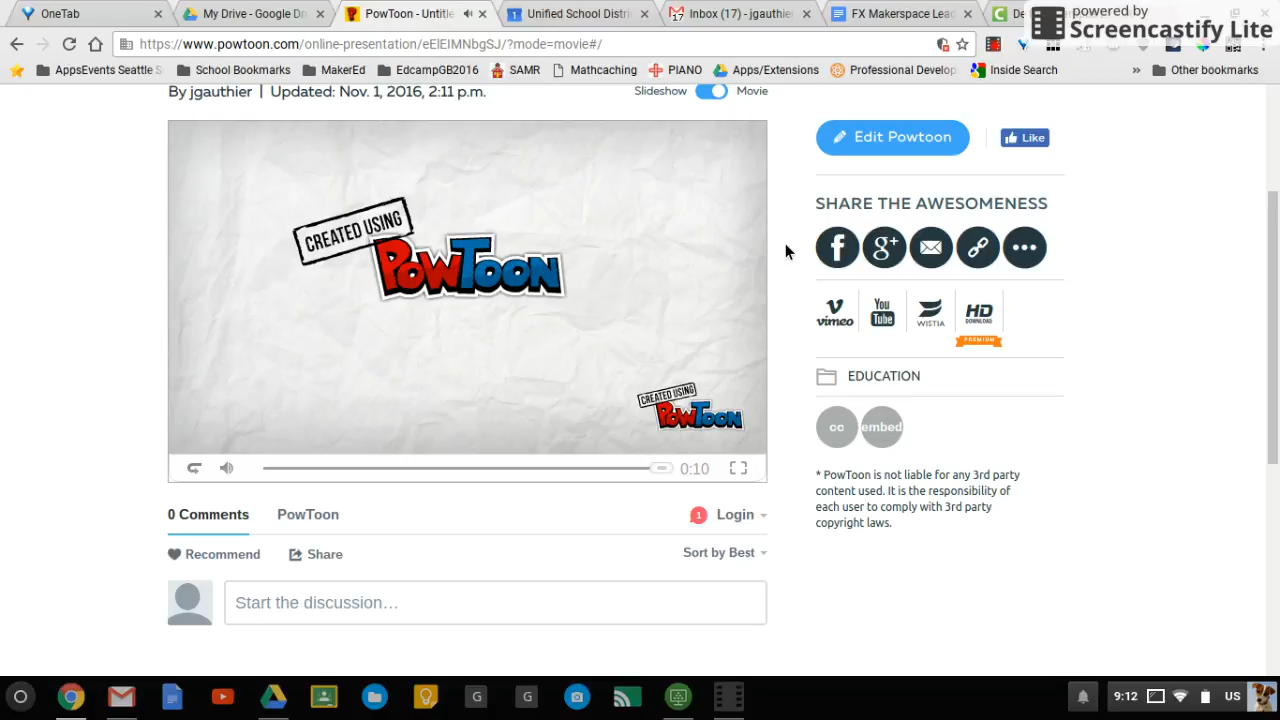 OneTab
My Drive - Google D
PowToon - Untitle
Unified School Distri
Inbox (17) - jgauthie
FX Makerspace Lead
De
powered by
Screencastify Lite
https://www.powtoon.com/online-presentation/eEIEIMNbgSJ/?mode=movie#/
AppsEvents Seattle S
School Bookm
MakerEd
EdcampGB2016
SAMR
Mathcaching
PIANO
Apps/Extensions
Professional Develop
Inside Search
»
Other bookmarks
By jgauthier | Updated: Nov. 1, 2016, 2:11 p.m.
Slideshow
Movie
CREATED USING
PowToon
CREATED USING
PowToon
0:10
Edit Powtoon
Like
SHARE THE AWESOMENESS
f
g+
vimeo
You Tube
WISTIA
HD DOWNLOAD
PREMIUM
EDUCATION
cc
embed
* PowToon is not liable for any 3rd party
content used. It is the responsibility of
each user to comply with 3rd party
copyright laws.
0 Comments
PowToon
1
Login
Recommend
Share
Sort by Best
Start the discussion…
G
G
9:12
US